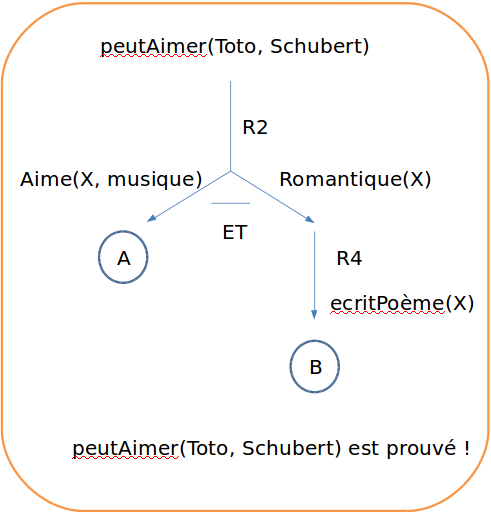 peutAimer(Toto, Schubert)
R2
Aime(X, musique)
Romantique(X)
ET
A
R4
ecritPoème(X)
B
peutAimer(Toto, Schubert) est prouvé !